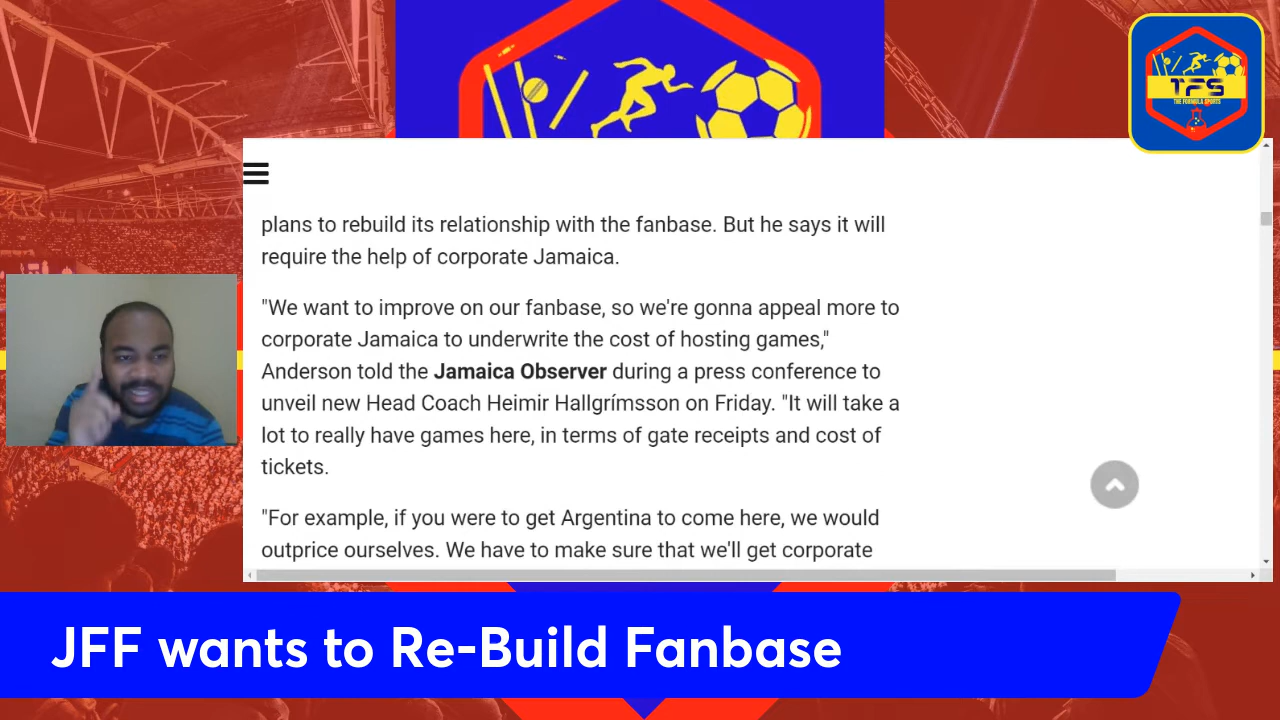 TFS
THE FORMULA SPORTS
plans to rebuild its relationship with the fanbase. But he says it will
require the help of corporate Jamaica.
"We want to improve on our fanbase, so we're gonna appeal more to
corporate Jamaica to underwrite the cost of hosting games,"
Anderson told the Jamaica Observer during a press conference to
unveil new Head Coach Heimir Hallgrímsson on Friday. "It will take a
lot to really have games here, in terms of gate receipts and cost of
tickets.
"For example, if you were to get Argentina to come here, we would
outprice ourselves. We have to make sure that we'll get corporate
JFF wants to Re-Build Fanbase